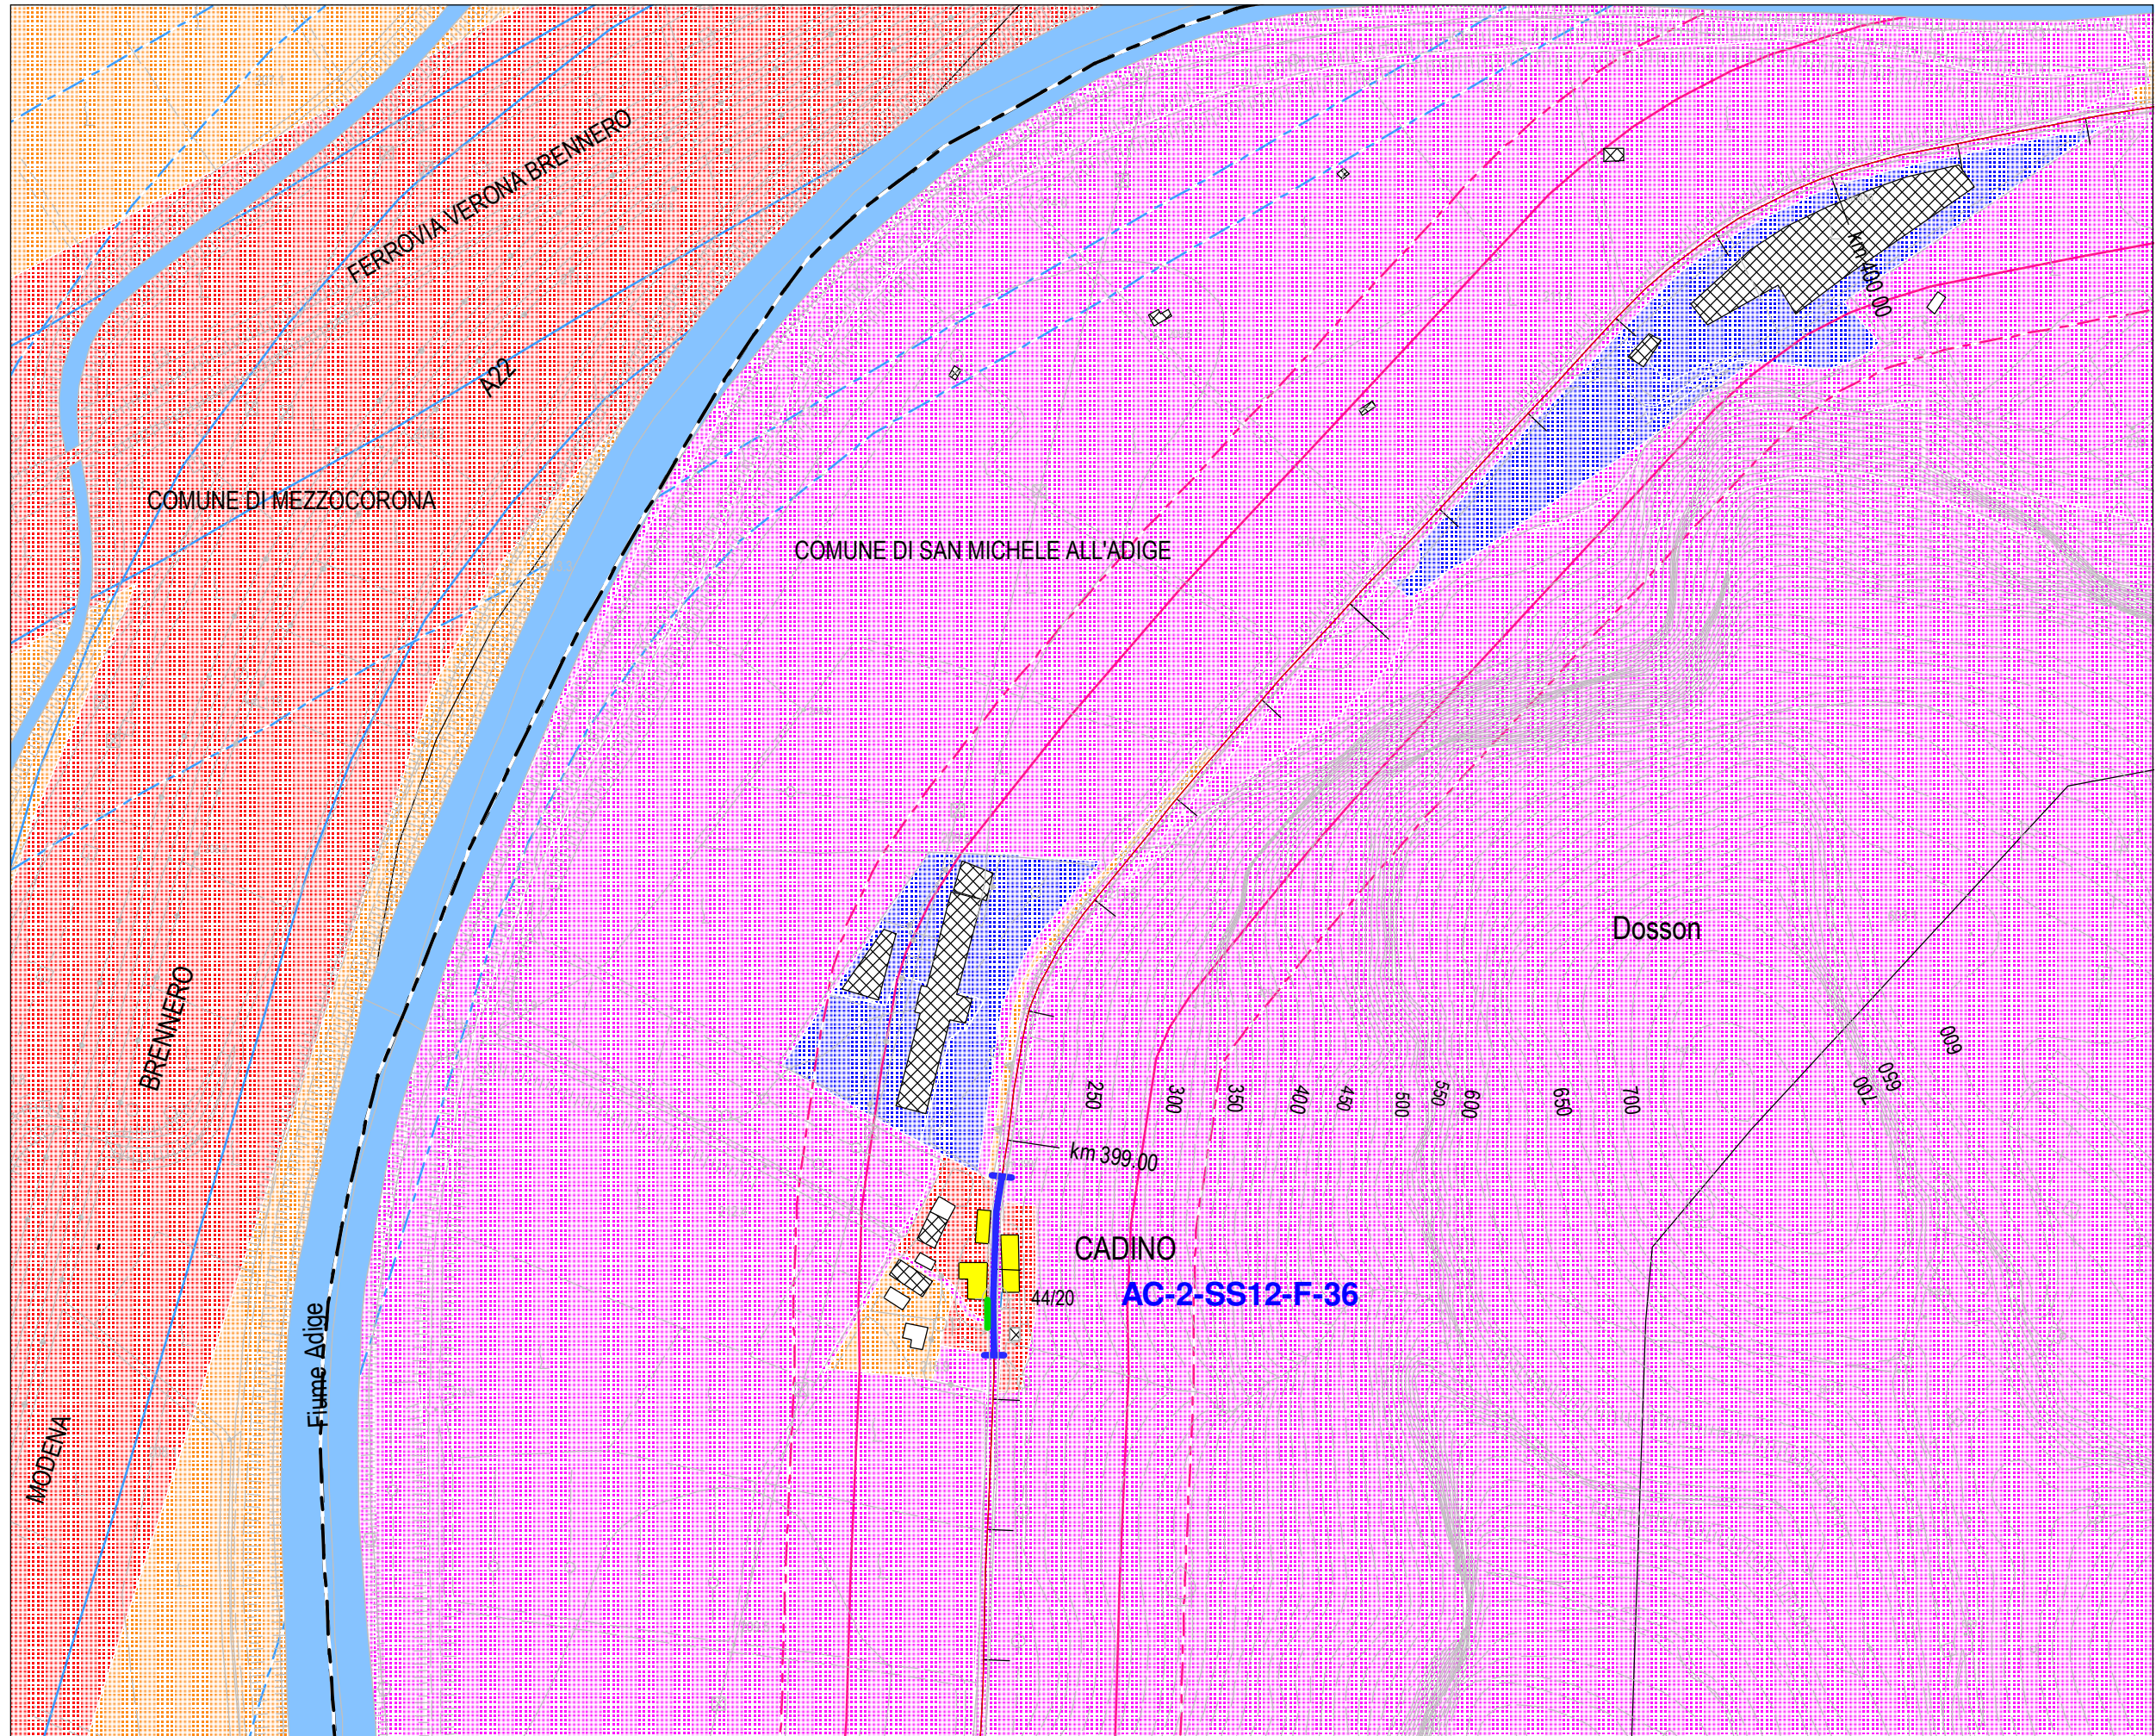 FERROVIA VERONA BRENNERO
km 400.00
A22
COMUNE DI MEZZOCORONA
COMUNE DI SAN MICHELE ALL'ADIGE
Dosson
BRENNERO
250
300
350
400
450
500
550
600
650
700
700
650
600
km 399.00
CADINO
AC-2-SS12-F-36
44/20
Fiume Adige
MODENA